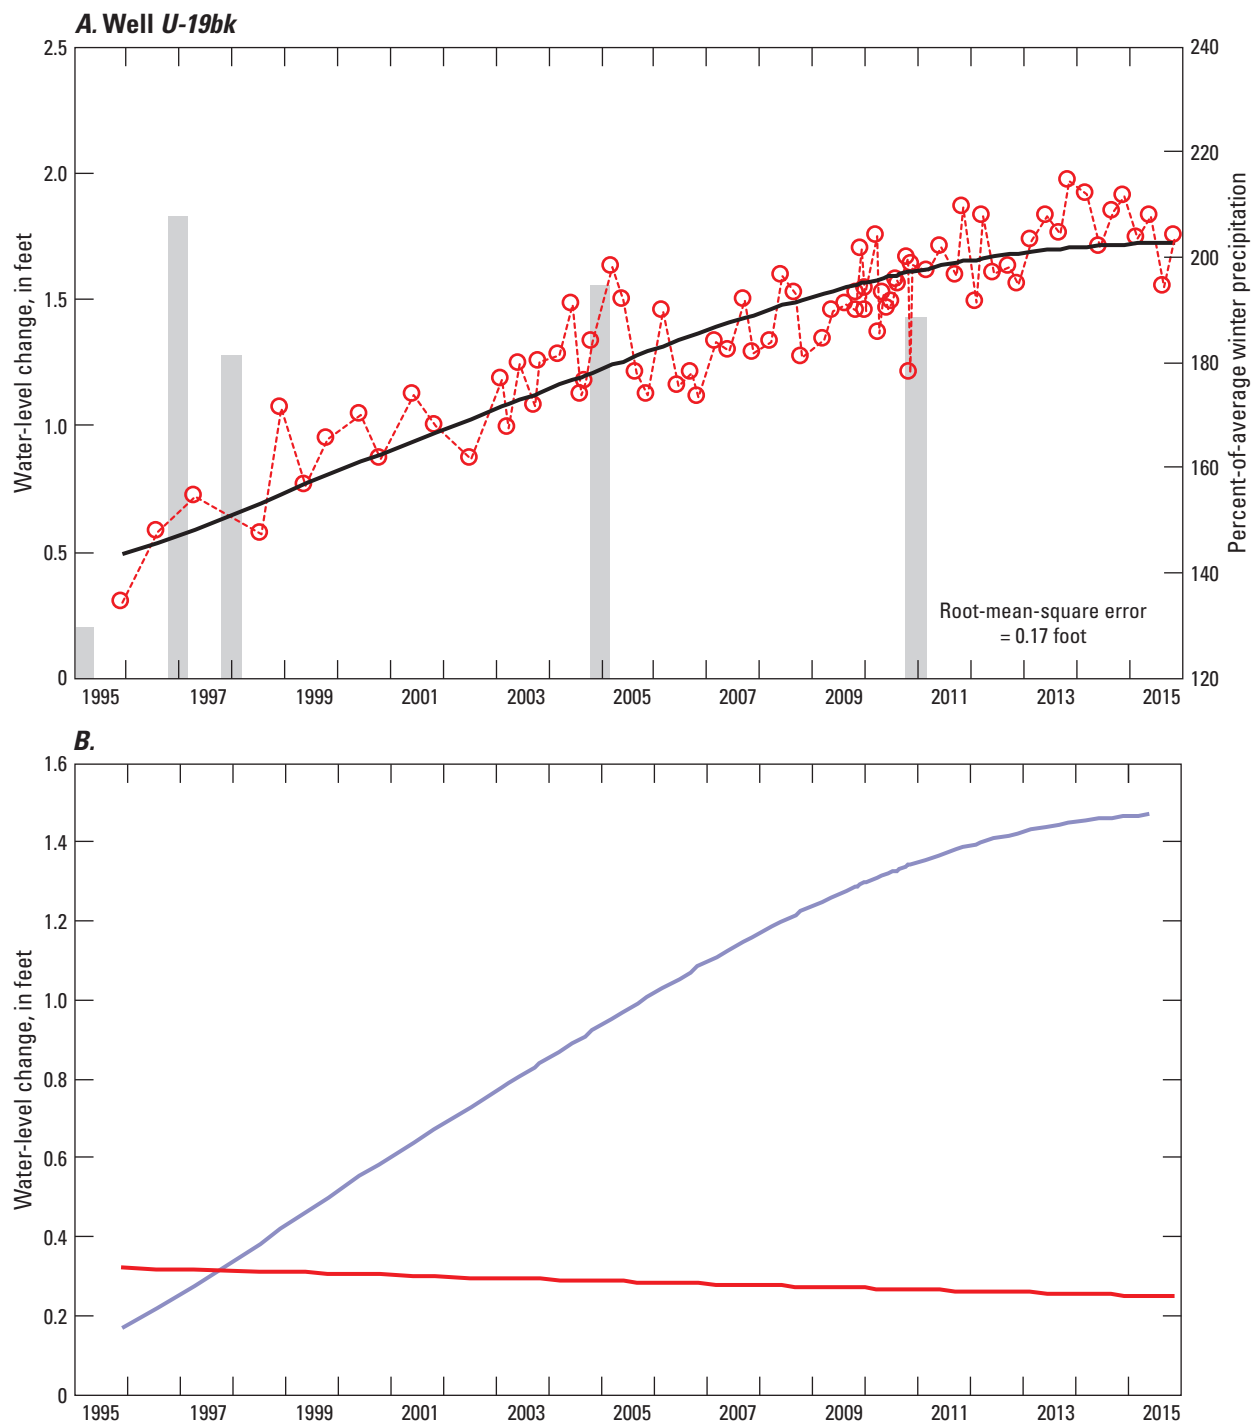 A. Well U-19bk
2.5
2.0
1.5
1.0
0.5
0
Water-level change, in feet
240
220
200
180
160
140
120
Percent-of-average winter precipitation
Root-mean-square error
= 0.17 foot
1995 1997 1999 2001 2003 2005 2007 2009 2011 2013 2015
B.
1.6
1.4
1.2
1.0
0.8
0.6
0.4
0.2
0
Water-level change, in feet
1995 1997 1999 2001 2003 2005 2007 2009 2011 2013 2015